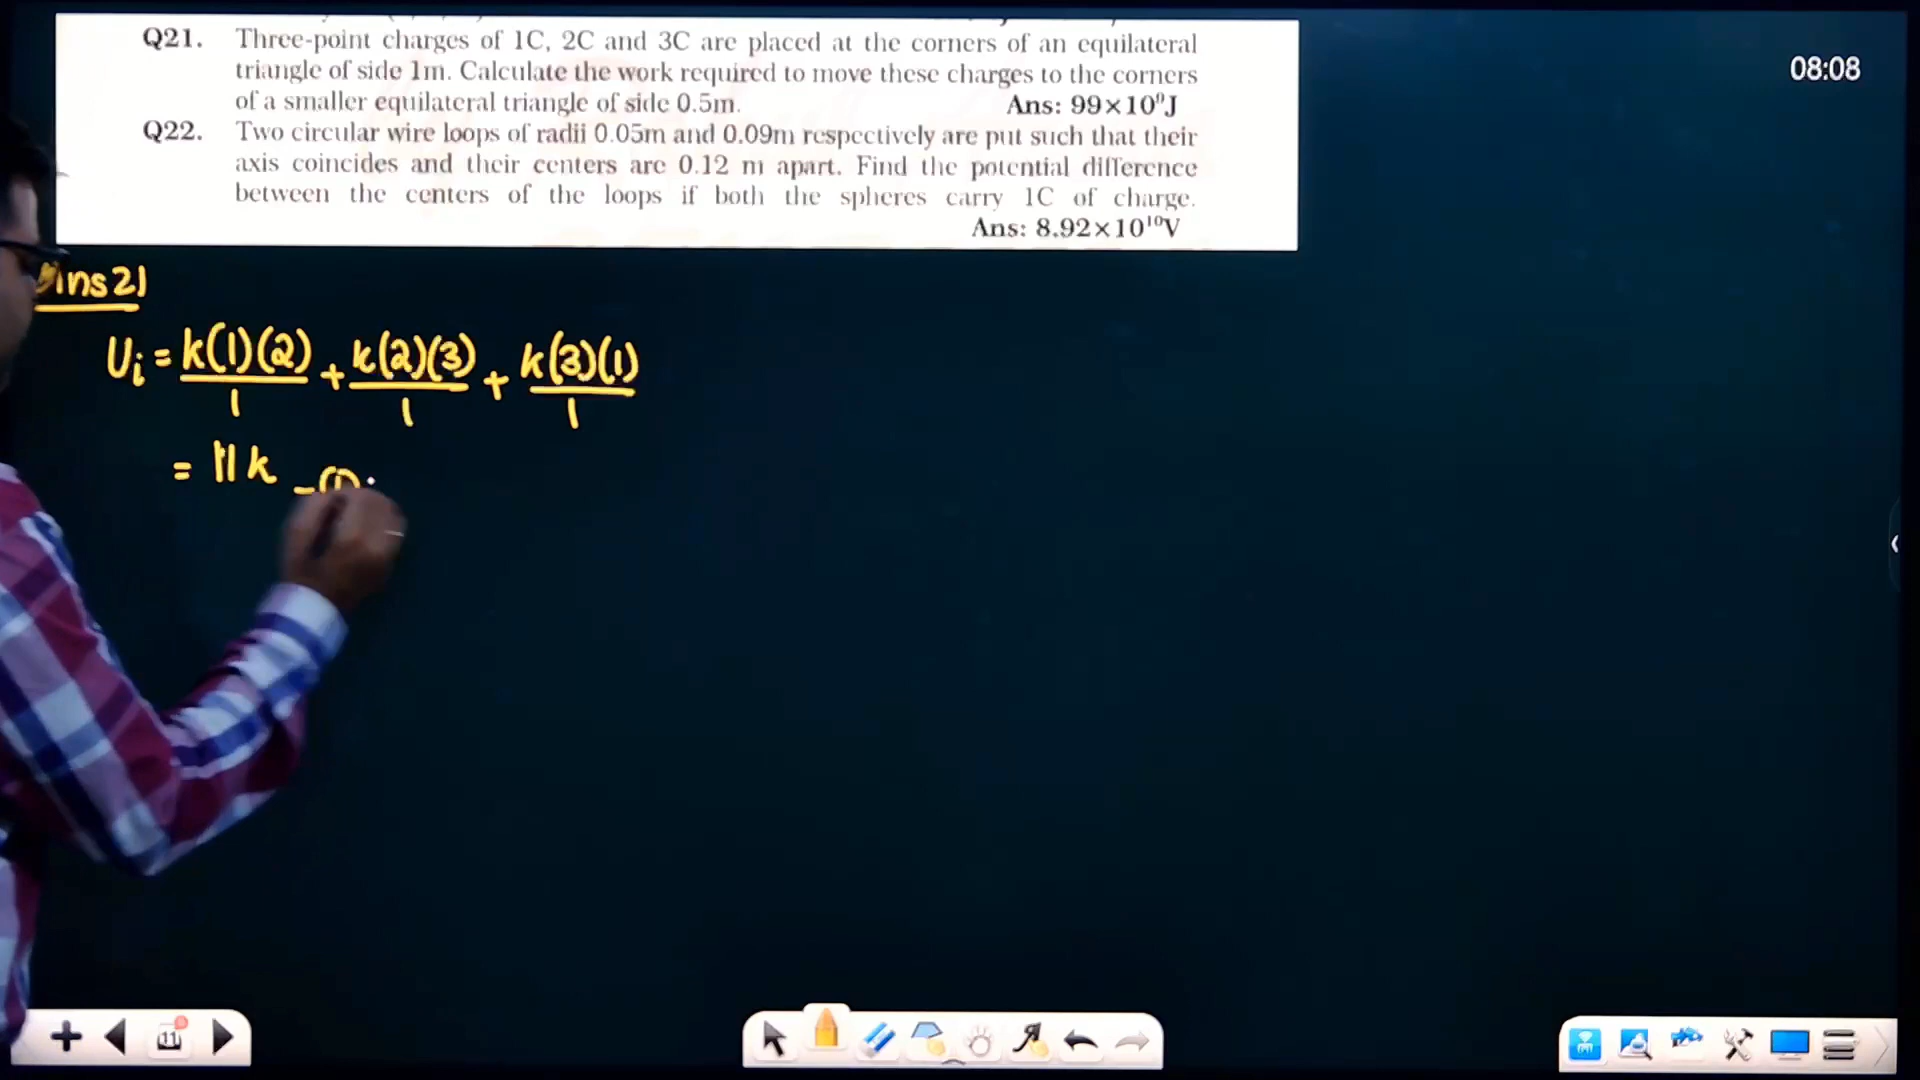 Q21. Three-point charges of 1C, 2C and 3C are placed at the corners of an equilateral
triangle of side 1m. Calculate the work required to move these charges to the corners
of a smaller equilateral triangle of side 0.5m. Ans: 99×10⁹J
Q22. Two circular wire loops of radii 0.05m and 0.09m respectively are put such that their
axis coincides and their centers are 0.12 m apart. Find the potential difference
between the centers of the loops if both the spheres carry 1C of charge.
Ans: 8.92×10¹⁰V
08:08
Ans 21
Uᵢ = k(1)(2)/1 + k(2)(3)/1 + k(3)(1)/1
= 11k –(1)
11